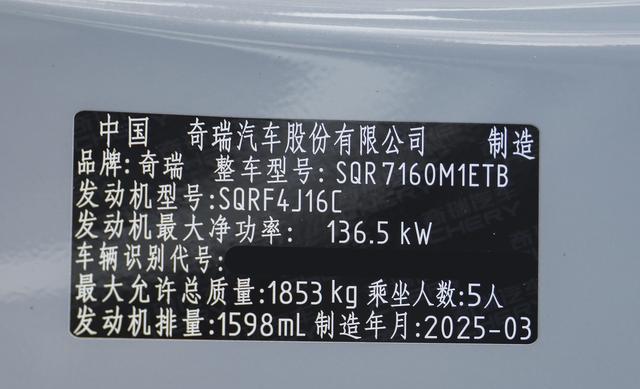 中国 奇瑞汽车股份有限公司 制造
品牌:奇瑞 整车型号:SQR7160M1ETB
发动机型号:SQRF4J16C
发动机最大净功率: 136.5 kW
车辆识别代号:
最大允许总质量:1853 kg 乘坐人数:5人
发动机排量:1598mL 制造年月:2025-03